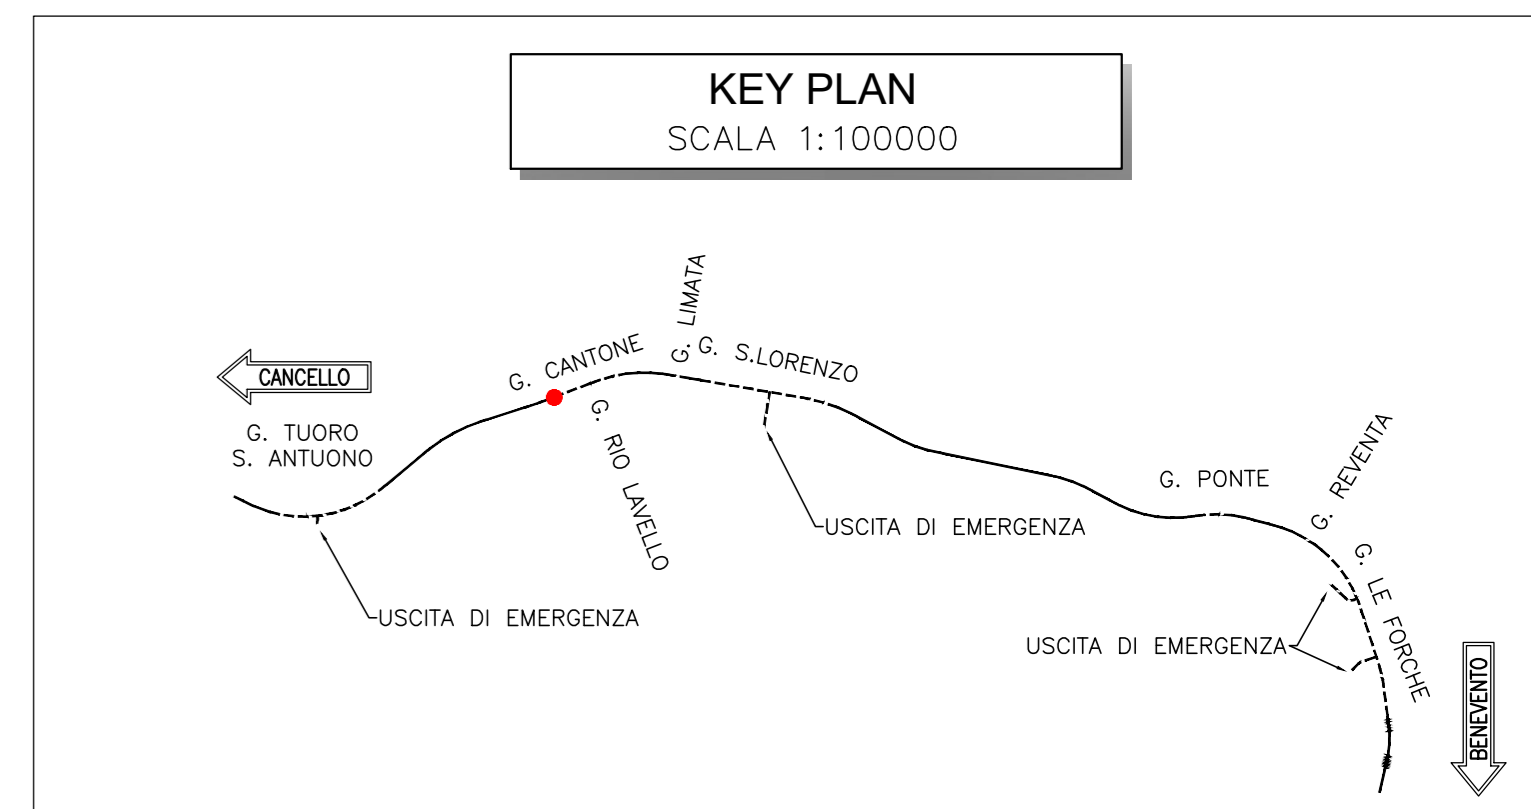 KEY PLAN
SCALA 1:100000
G. LIMATA
G. CANTONE
G. S.LORENZO
CANCELLO
G. TUORO
S. ANTUONO
G. RIO LAVELLO
G. REVENTA
G. PONTE
USCITA DI EMERGENZA
G. LE FORCHE
USCITA DI EMERGENZA
USCITA DI EMERGENZA
BENEVENTO